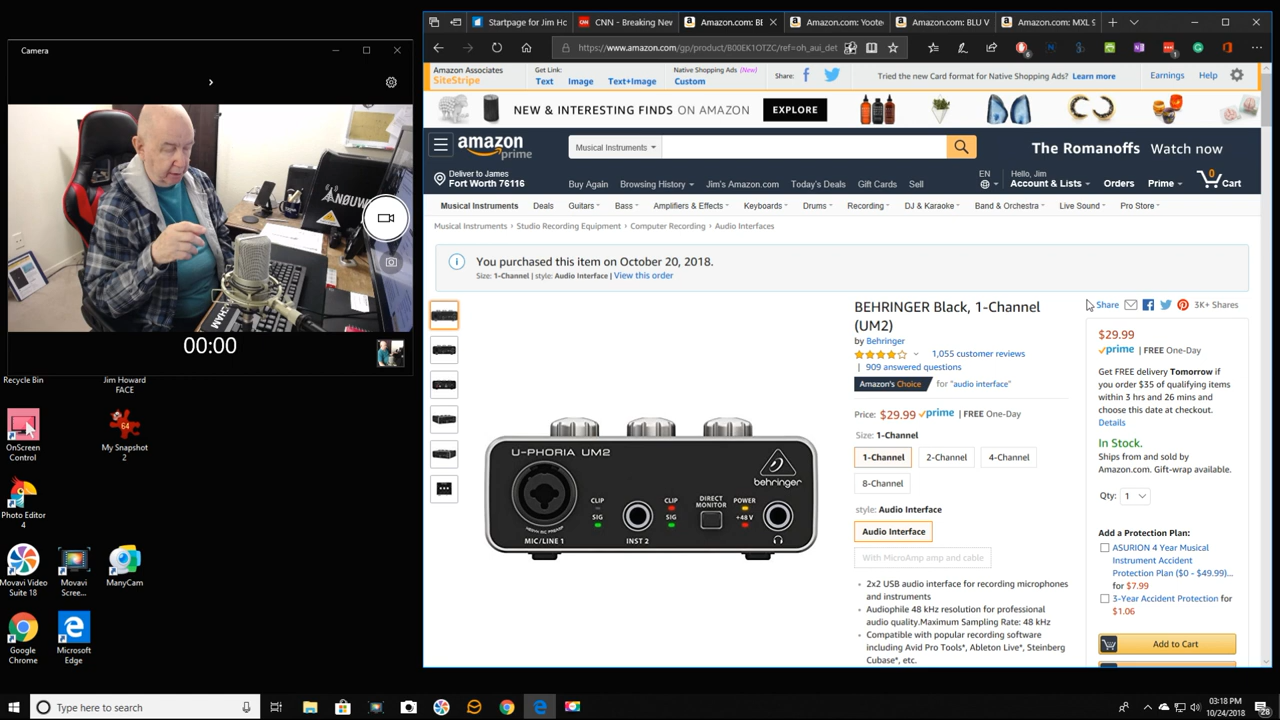 Startpage for Jim Ho
CNN - Breaking New
Amazon.com: BE
Amazon.com: Yoote
Amazon.com: BLU V
Amazon.com: MXL 9
https://www.amazon.com/gp/product/B00EK1OTZC/ref=oh_aui_det
Camera
Amazon Associates
SiteStripe
Get Link:
Text Image Text+Image
Native Shopping Ads (New)
Custom
Share:
Tried the new Card format for Native Shopping Ads? Learn more
Earnings
Help
NEW & INTERESTING FINDS ON AMAZON
EXPLORE
amazon
prime
Musical Instruments
The Romanoffs Watch now
Deliver to James
Fort Worth 76116
Buy Again Browsing History Jim's Amazon.com Today's Deals Gift Cards Sell
EN
Hello, Jim
Account & Lists
Orders
Prime
0
Cart
Musical Instruments Deals Guitars Bass Amplifiers & Effects Keyboards Drums Recording DJ & Karaoke Band & Orchestra Live Sound Pro Store
Musical Instruments › Studio Recording Equipment › Computer Recording › Audio Interfaces
You purchased this item on October 20, 2018.
Size: 1-Channel | style: Audio Interface | View this order
00:00
Recycle Bin
Jim Howard
FACE
OnScreen
Control
64
My Snapshot
2
Photo Editor
4
Movavi Video
Suite 18
Movavi
Scree...
ManyCam
Google
Chrome
Microsoft
Edge
U-PHORIA UM2
behringer
CLIP
SIG
CLIP
SIG
DIRECT
MONITOR
POWER
+48 V
MIC/LINE 1
INST 2
BEHRINGER Black, 1-Channel
(UM2)
by Behringer
1,055 customer reviews
| 909 answered questions
Amazon's Choice for "audio interface"
Price: $29.99 prime | FREE One-Day
Size: 1-Channel
1-Channel
2-Channel
4-Channel
8-Channel
style: Audio Interface
Audio Interface
With MicroAmp amp and cable
• 2x2 USB audio interface for recording microphones
and instruments
• Audiophile 48 kHz resolution for professional
audio quality.Maximum Sampling Rate: 48 kHz
• Compatible with popular recording software
including Avid Pro Tools*, Ableton Live*, Steinberg
Cubase*, etc.
Share
3K+ Shares
$29.99
prime | FREE One-Day
Get FREE delivery Tomorrow if
you order $35 of qualifying items
within 3 hrs and 26 mins and
choose this date at checkout.
Details
In Stock.
Ships from and sold by
Amazon.com. Gift-wrap available.
Qty: 1
Add a Protection Plan:
ASURION 4 Year Musical
Instrument Accident
Protection Plan ($0 - $49.99)...
for $7.99
3-Year Accident Protection for
$1.06
Add to Cart
Type here to search
03:18 PM
10/24/2018
28